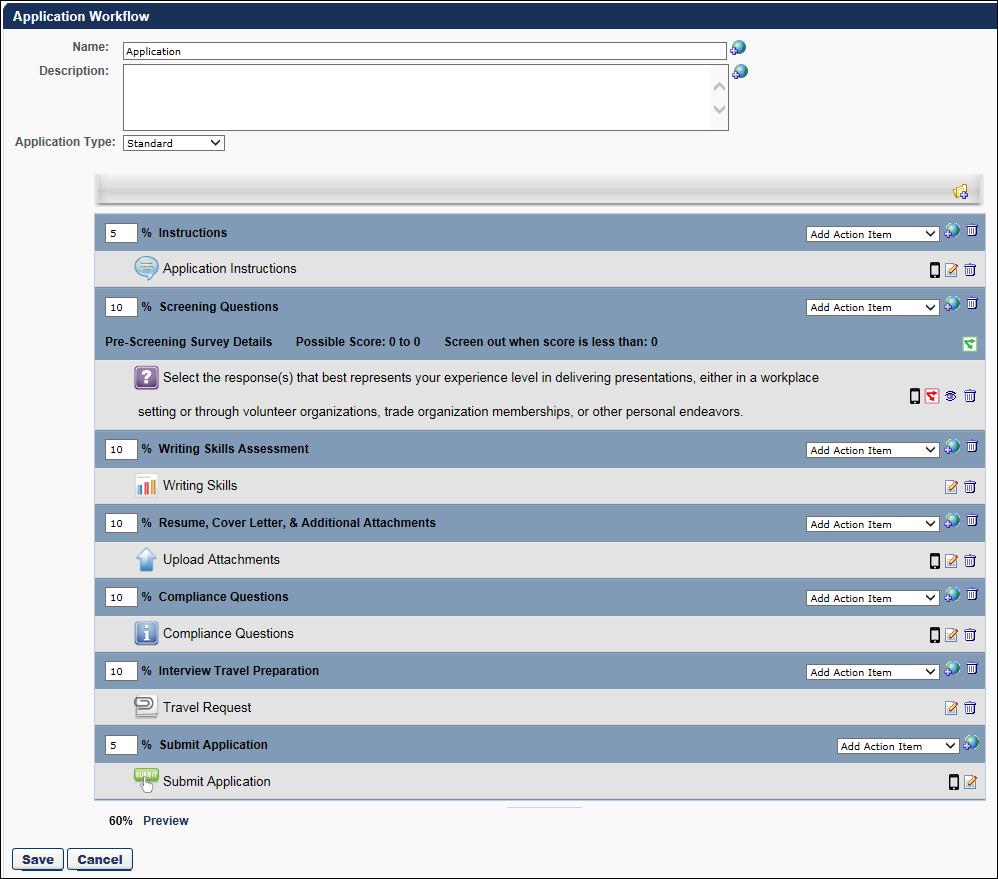 Application Workflow
Name: Application
Description:
Application Type: Standard
5 % Instructions Add Action Item
Application Instructions
10 % Screening Questions Add Action Item
Pre-Screening Survey Details Possible Score: 0 to 0 Screen out when score is less than: 0
? Select the response(s) that best represents your experience level in delivering presentations, either in a workplace
setting or through volunteer organizations, trade organization memberships, or other personal endeavors.
10 % Writing Skills Assessment Add Action Item
Writing Skills
10 % Resume, Cover Letter, & Additional Attachments Add Action Item
Upload Attachments
10 % Compliance Questions Add Action Item
i Compliance Questions
10 % Interview Travel Preparation Add Action Item
Travel Request
5 % Submit Application Add Action Item
SUBMIT Submit Application
60% Preview
Save Cancel